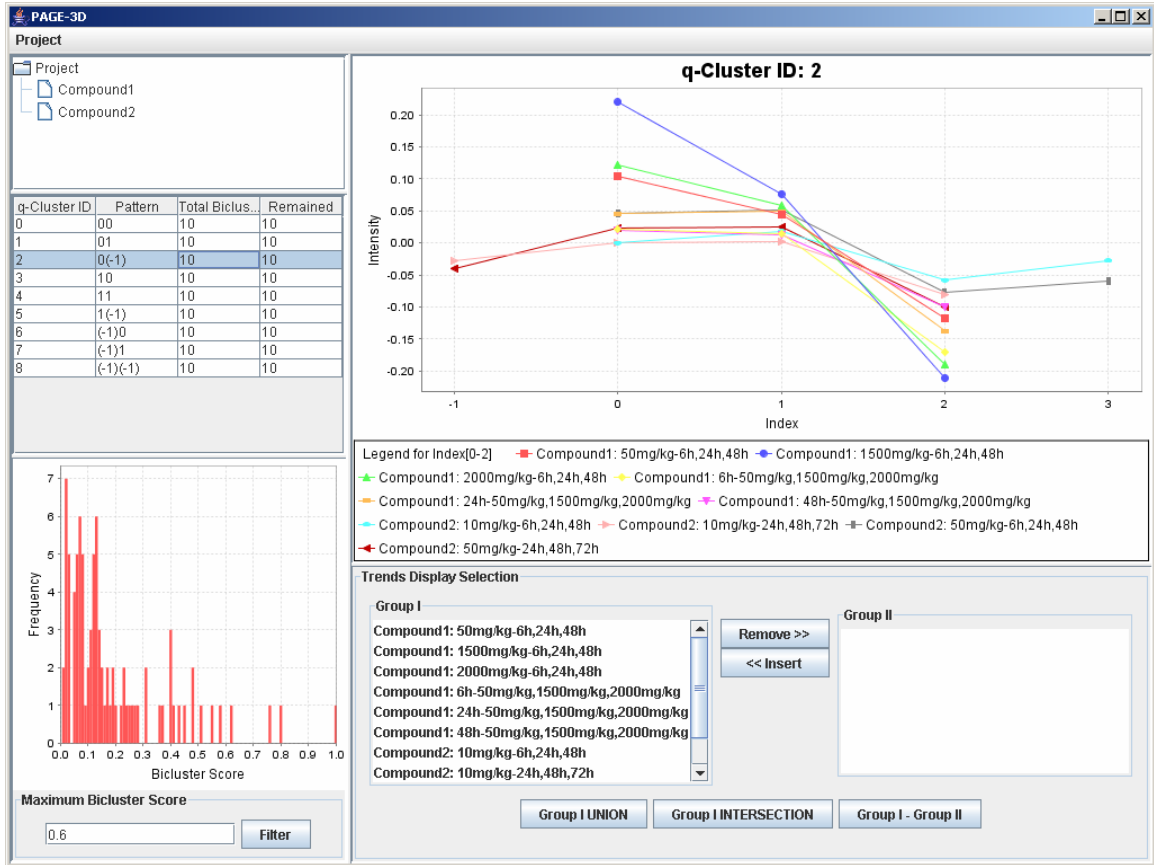 PAGE-3D
Project
Project
Compound1
Compound2
q-Cluster ID Pattern Total Biclus... Remained
0 00 10 10
1 01 10 10
2 0(-1) 10 10
3 10 10 10
4 11 10 10
5 1(-1) 10 10
6 (-1)0 10 10
7 (-1)1 10 10
8 (-1)(-1) 10 10
7
6
5
4
3
2
1
0
Frequency
0.0 0.1 0.2 0.3 0.4 0.5 0.6 0.7 0.8 0.9 1.0
Bicluster Score
Maximum Bicluster Score
0.6 Filter
q-Cluster ID: 2
0.20
0.15
0.10
0.05
0.00
-0.05
-0.10
-0.15
-0.20
Intensity
-1 0 1 2 3
Index
Legend for Index[0-2] Compound1: 50mg/kg-6h,24h,48h Compound1: 1500mg/kg-6h,24h,48h
Compound1: 2000mg/kg-6h,24h,48h Compound1: 6h-50mg/kg,1500mg/kg,2000mg/kg
Compound1: 24h-50mg/kg,1500mg/kg,2000mg/kg Compound1: 48h-50mg/kg,1500mg/kg,2000mg/kg
Compound2: 10mg/kg-6h,24h,48h Compound2: 10mg/kg-24h,48h,72h Compound2: 50mg/kg-6h,24h,48h
Compound2: 50mg/kg-24h,48h,72h
Trends Display Selection
Group I
Compound1: 50mg/kg-6h,24h,48h
Compound1: 1500mg/kg-6h,24h,48h
Compound1: 2000mg/kg-6h,24h,48h
Compound1: 6h-50mg/kg,1500mg/kg,2000mg/kg
Compound1: 24h-50mg/kg,1500mg/kg,2000mg/kg
Compound1: 48h-50mg/kg,1500mg/kg,2000mg/kg
Compound2: 10mg/kg-6h,24h,48h
Compound2: 10mg/kg-24h,48h,72h
Remove >>
<< Insert
Group II
Group I UNION Group I INTERSECTION Group I - Group II